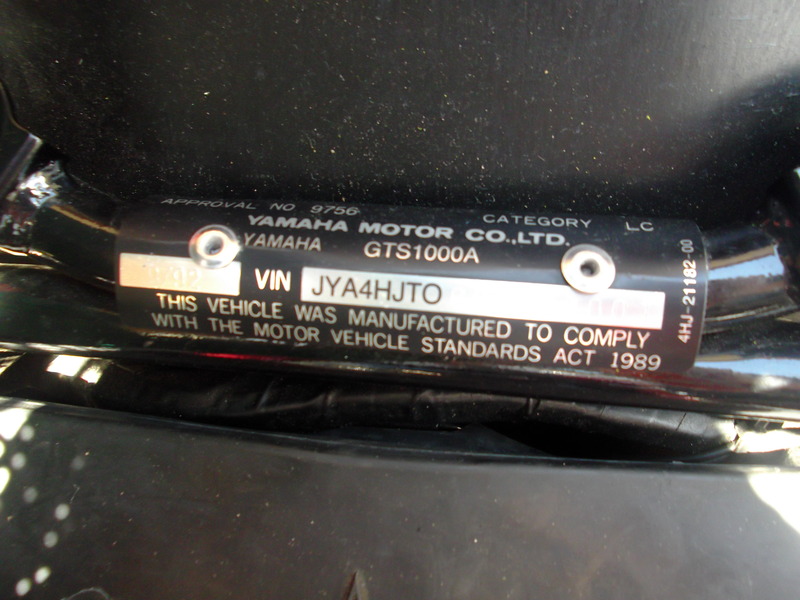 APPROVAL NO 9756 CATEGORY LC
YAMAHA MOTOR CO.,LTD.
YAMAHA GTS1000A
VIN JYA4HJTO
THIS VEHICLE WAS MANUFACTURED TO COMPLY
WITH THE MOTOR VEHICLE STANDARDS ACT 1989
4HJ-21182-00